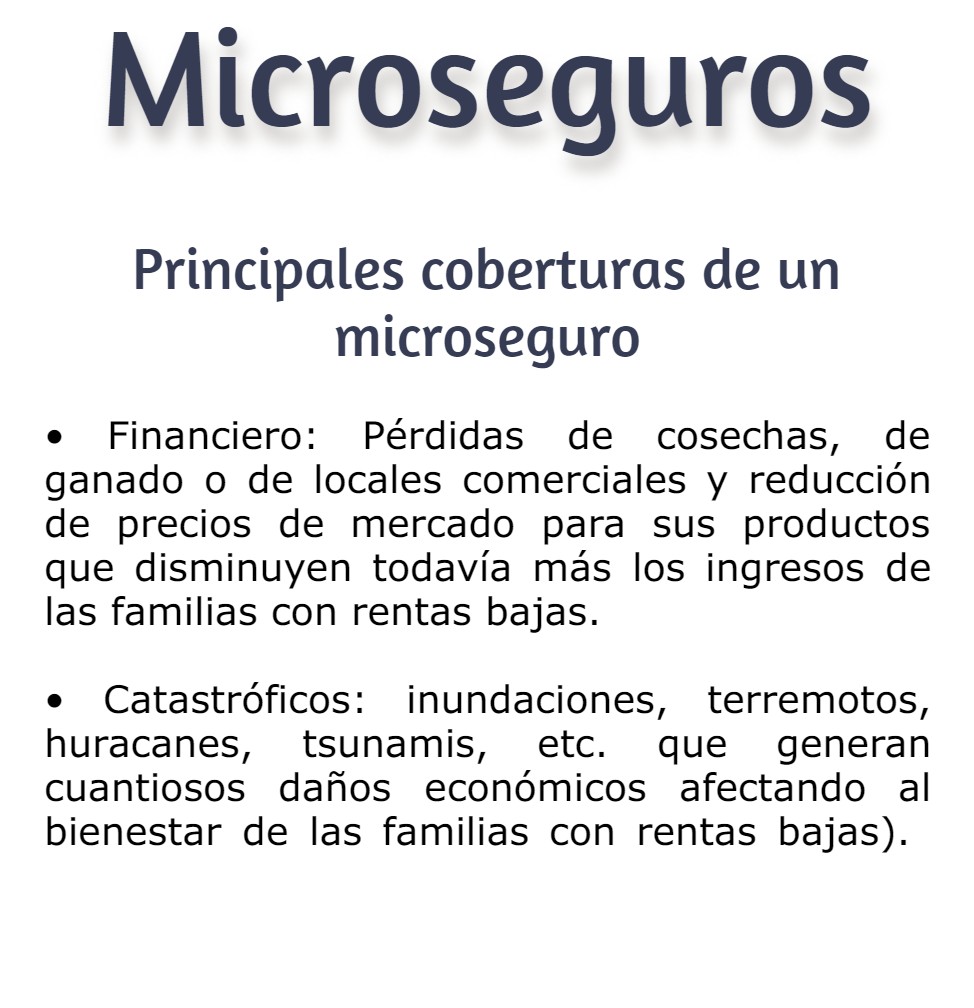 Microseguros
Principales coberturas de un
microseguro
• Financiero: Pérdidas de cosechas, de
ganado o de locales comerciales y reducción
de precios de mercado para sus productos
que disminuyen todavía más los ingresos de
las familias con rentas bajas.
• Catastróficos: inundaciones, terremotos,
huracanes, tsunamis, etc. que generan
cuantiosos daños económicos afectando al
bienestar de las familias con rentas bajas).